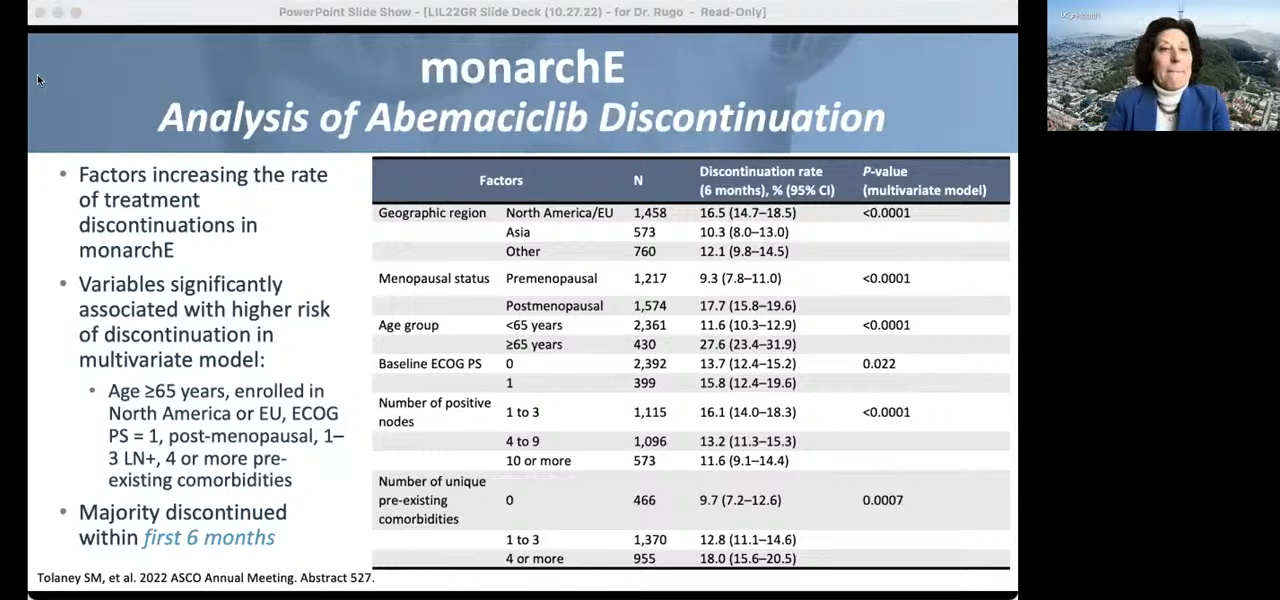 PowerPoint Slide Show - [LIL22GR Slide Deck (10.27.22) - for Dr. Rugo - Read-Only]
monarchE
Analysis of Abemaciclib Discontinuation
• Factors increasing the rate
of treatment
discontinuations in
monarchE
• Variables significantly
associated with higher risk
of discontinuation in
multivariate model:
• Age ≥65 years, enrolled in
North America or EU, ECOG
PS = 1, post-menopausal, 1–
3 LN+, 4 or more pre-
existing comorbidities
• Majority discontinued
within first 6 months
Factors N Discontinuation rate (6 months), % (95% CI) P-value (multivariate model)
Geographic region North America/EU 1,458 16.5 (14.7–18.5) <0.0001
Asia 573 10.3 (8.0–13.0)
Other 760 12.1 (9.8–14.5)
Menopausal status Premenopausal 1,217 9.3 (7.8–11.0) <0.0001
Postmenopausal 1,574 17.7 (15.8–19.6)
Age group <65 years 2,361 11.6 (10.3–12.9) <0.0001
≥65 years 430 27.6 (23.4–31.9)
Baseline ECOG PS 0 2,392 13.7 (12.4–15.2) 0.022
1 399 15.8 (12.4–19.6)
Number of positive nodes 1 to 3 1,115 16.1 (14.0–18.3) <0.0001
4 to 9 1,096 13.2 (11.3–15.3)
10 or more 573 11.6 (9.1–14.4)
Number of unique pre-existing comorbidities 0 466 9.7 (7.2–12.6) 0.0007
1 to 3 1,370 12.8 (11.1–14.6)
4 or more 955 18.0 (15.6–20.5)
Tolaney SM, et al. 2022 ASCO Annual Meeting. Abstract 527.